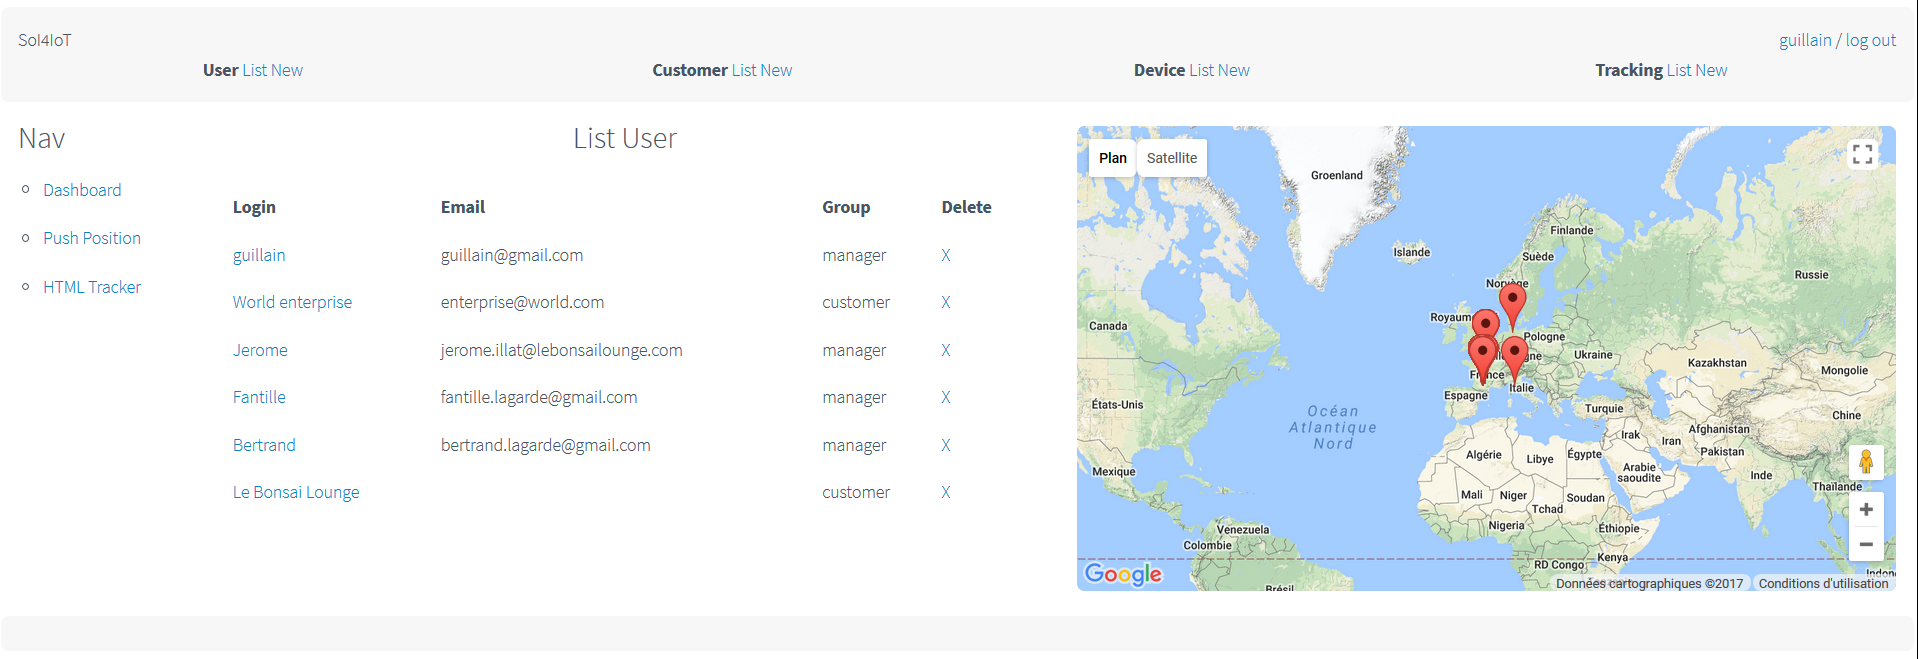 Sol4IoT
guillain / log out
User List New
Customer List New
Device List New
Tracking List New
Nav
Dashboard
Push Position
HTML Tracker
List User
Login Email Group Delete
guillain guillain@gmail.com manager X
World enterprise enterprise@world.com customer X
Jerome jerome.illat@lebonsailounge.com manager X
Fantille fantille.lagarde@gmail.com manager X
Bertrand bertrand.lagarde@gmail.com manager X
Le Bonsai Lounge customer X
Plan Satellite
Groenland
Finlande
Islande
Suède
Russie
Norvège
Royaum
Canada
Pologne
Ukraine
Kazakhstan
Mongolie
France
Italie
Espagne
États-Unis
Turquie
Chine
Océan
Atlantique
Nord
Afghanistan
Irak
Iran
Pakistan
Algérie
Libye
Égypte
Mexique
Arabie
saoudite
Inde
Thaïlande
Mali
Niger
Soudan
Tchad
Nigeria
Éthiopie
Venezuela
Colombie
Kenya
RD Congo
Indon
Brésil
Google
Données cartographiques ©2017
Conditions d'utilisation